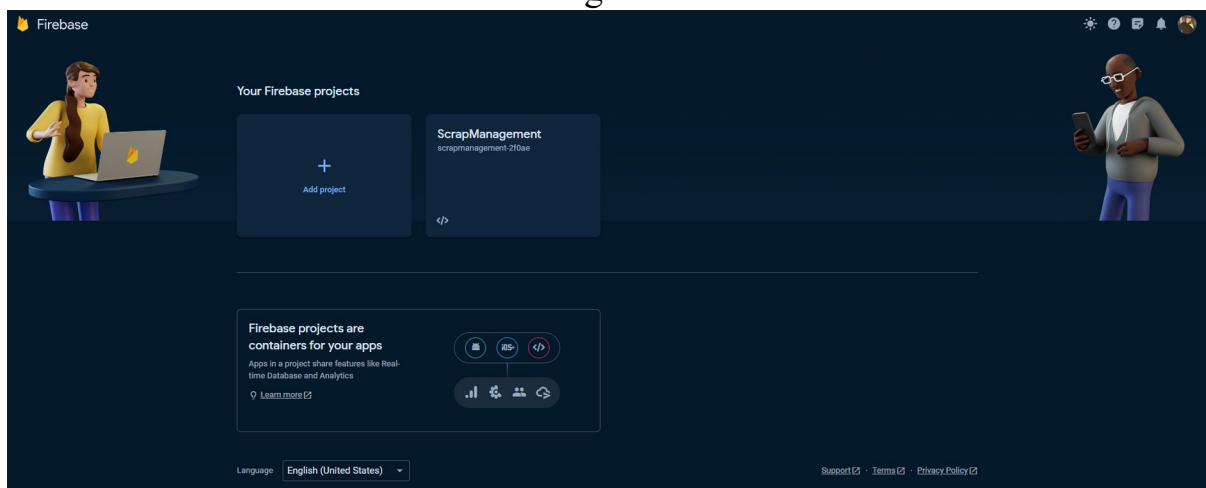 g
Firebase
Your Firebase projects
Add project
ScrapManagement
scrapmanagement-2f0ae
</>
Firebase projects are
containers for your apps
Apps in a project share features like Real-
time Database and Analytics
Learn more
iOS+
</>
Language English (United States)
Support · Terms · Privacy Policy